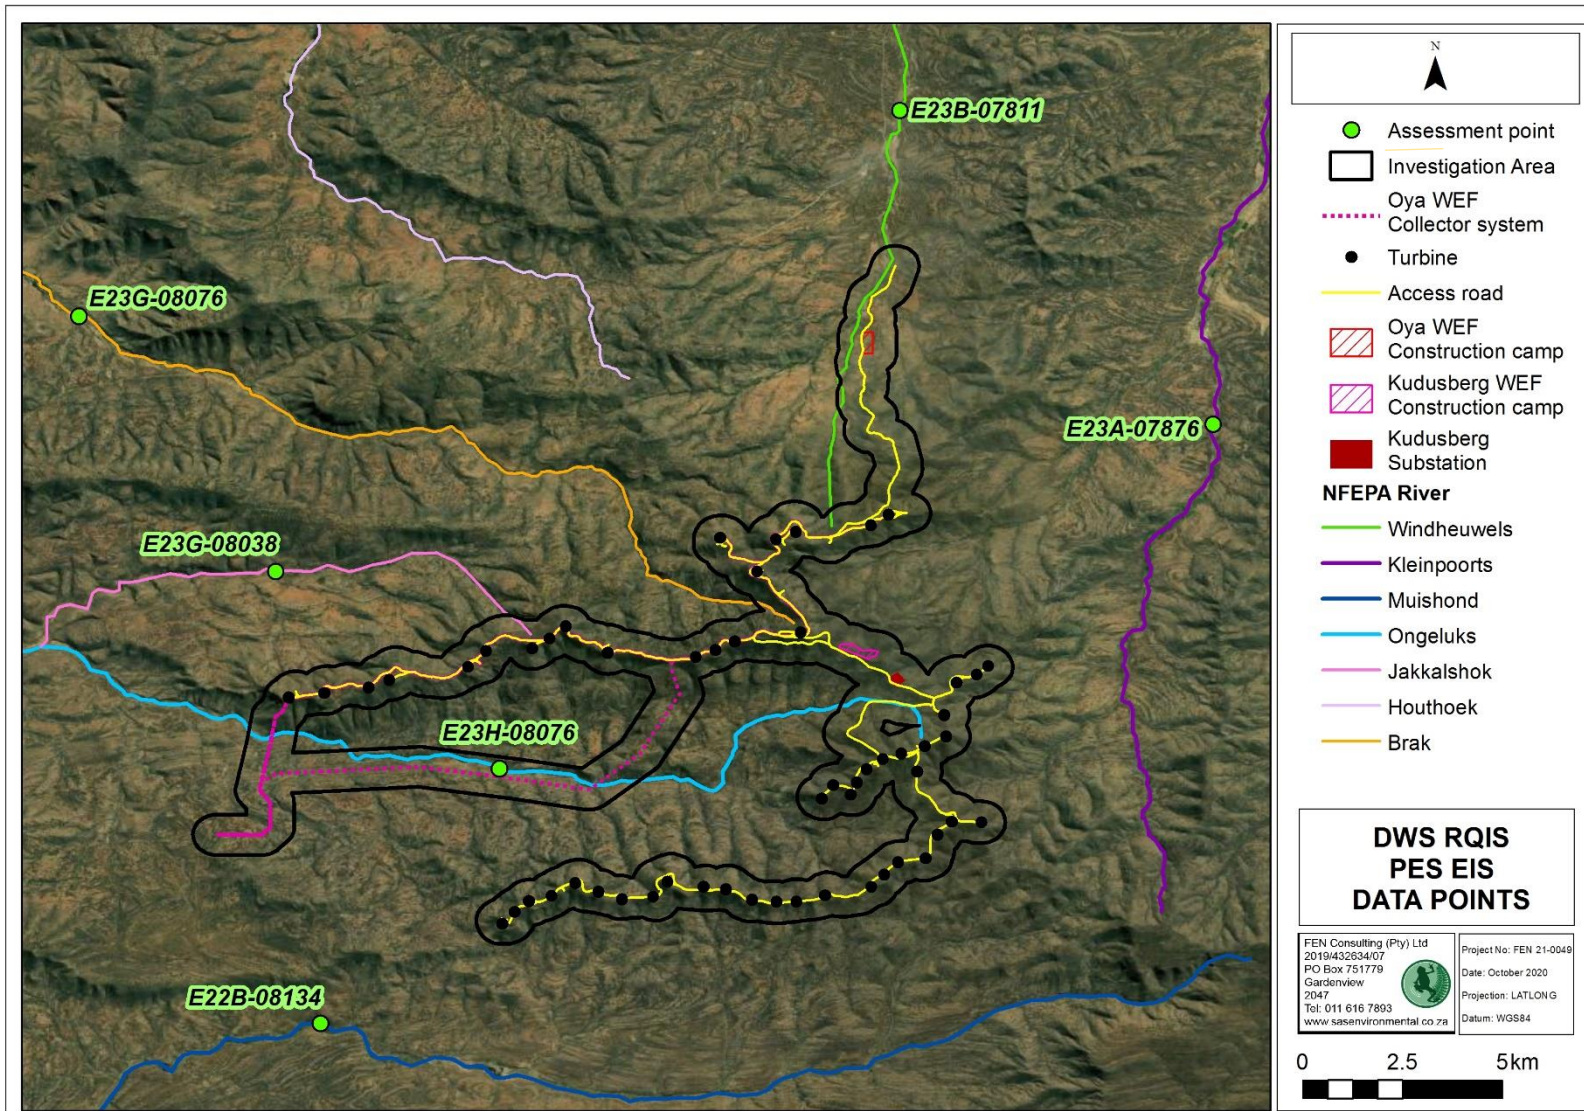 E23B-07811
E23G-08076
E23A-07876
E23G-08038
E23H-08076
E22B-08134
N
Assessment point
Investigation Area
Oya WEF
Collector system
Turbine
Access road
Oya WEF
Construction camp
Kudusberg WEF
Construction camp
Kudusberg
Substation
NFEPA River
Windheuwels
Kleinpoorts
Muishond
Ongeluks
Jakkalshok
Houthoek
Brak
DWS RQIS
PES EIS
DATA POINTS
FEN Consulting (Pty) Ltd
2019/432634/07
PO Box 751779
Gardenview
2047
Tel: 011 616 7893
www.sasenvironmental.co.za
Project No: FEN 21-0049
Date: October 2020
Projection: LATLONG
Datum: WGS84
0 2.5 5km